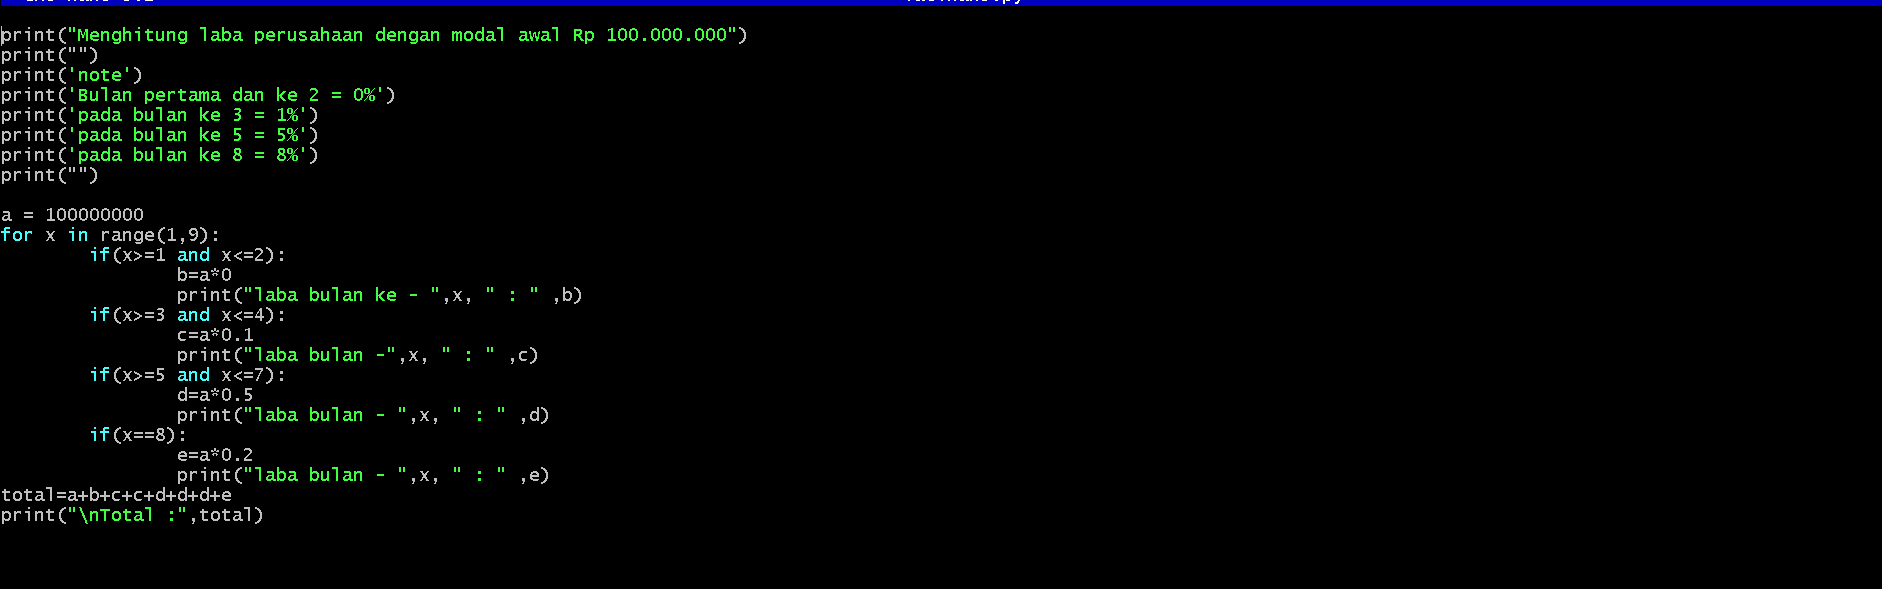 print("Menghitung laba perusahaan dengan modal awal Rp 100.000.000")
print("")
print('note')
print('Bulan pertama dan ke 2 = 0%')
print('pada bulan ke 3 = 1%')
print('pada bulan ke 5 = 5%')
print('pada bulan ke 8 = 8%')
print("")
a = 100000000
for x in range(1,9):
if(x>=1 and x<=2):
b=a*0
print("laba bulan ke - ",x, " : " ,b)
if(x>=3 and x<=4):
c=a*0.1
print("laba bulan -",x, " : " ,c)
if(x>=5 and x<=7):
d=a*0.5
print("laba bulan - ",x, " : " ,d)
if(x==8):
e=a*0.2
print("laba bulan - ",x, " : " ,e)
total=a+b+c+c+d+d+d+e
print("\nTotal :",total)